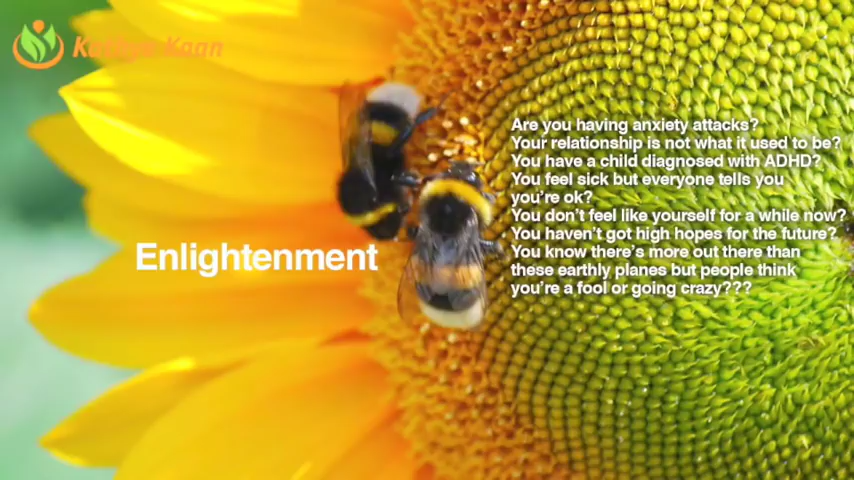 Kaan
Are you having anxiety attacks?
Your relationship is not what it used to be?
You have a child diagnosed with ADHD?
You feel sick but everyone tells you
you're ok?
You don't feel like yourself for a while now?
You haven't got high hopes for the future?
You know there's more out there than
these earthly planes but people think
you're a fool or going crazy???
Enlightenment